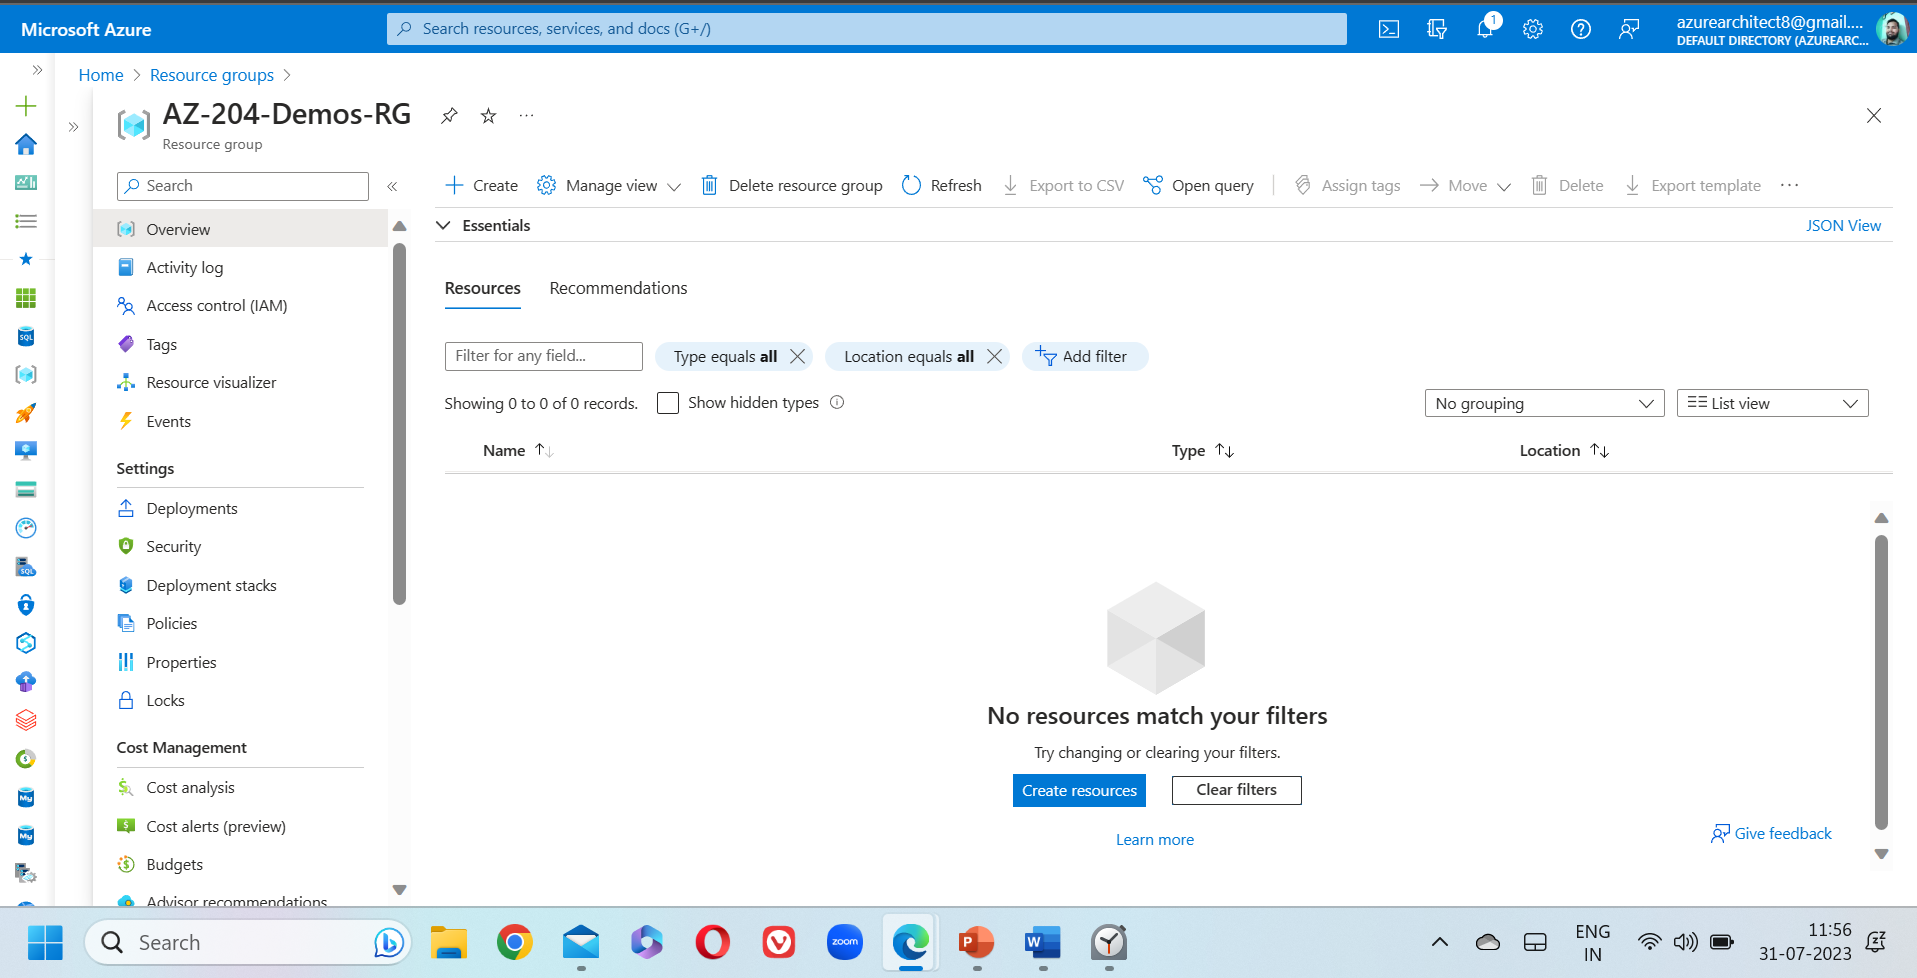 Microsoft Azure
Search resources, services, and docs (G+/)
1
azurearchitect8@gmail....
DEFAULT DIRECTORY (AZUREARC...
Home
Resource groups
AZ-204-Demos-RG
Resource group
Search
Create
Manage view
Delete resource group
Refresh
Export to CSV
Open query
Assign tags
Move
Delete
Export template
Overview
Activity log
Access control (IAM)
Tags
Resource visualizer
Events
Settings
Deployments
Security
Deployment stacks
Policies
Properties
Locks
Cost Management
Cost analysis
Cost alerts (preview)
Budgets
Advisor recommendations
Essentials
JSON View
Resources
Recommendations
Filter for any field...
Type equals all
Location equals all
Add filter
Showing 0 to 0 of 0 records.
Show hidden types
No grouping
List view
Name
Type
Location
No resources match your filters
Try changing or clearing your filters.
Create resources
Clear filters
Learn more
Give feedback
SQL
SQL
My
My
Search
zoom
P
W
ENG
IN
11:56
31-07-2023